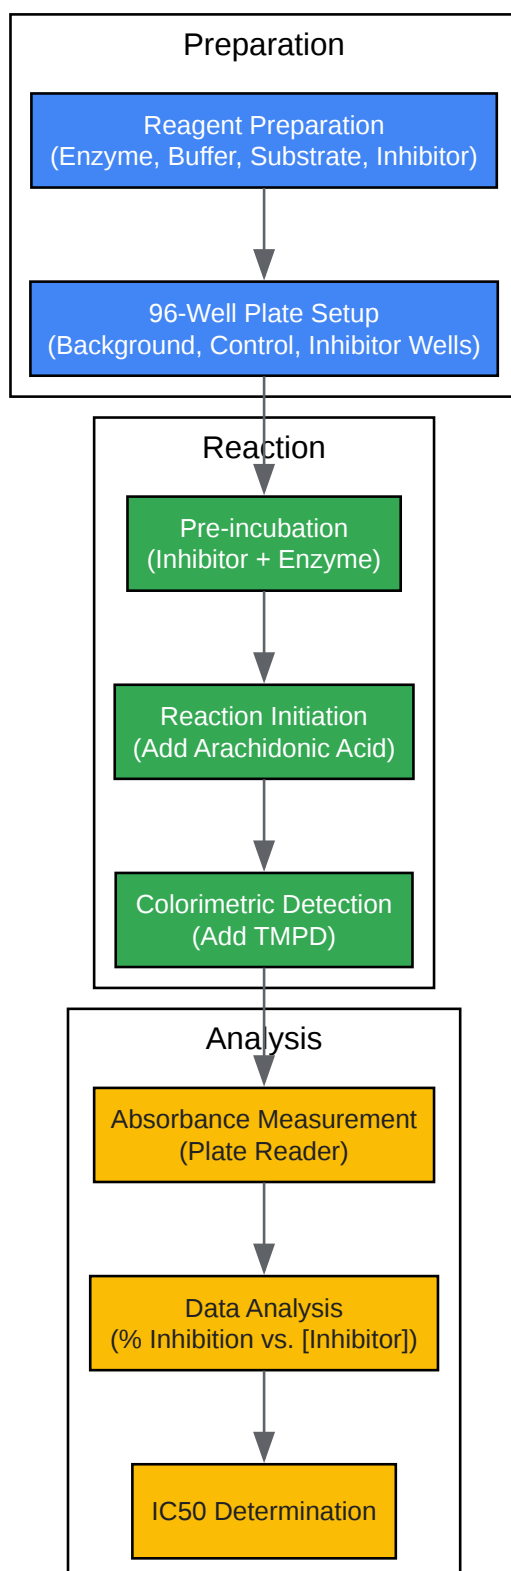 Preparation
Reagent Preparation
(Enzyme, Buffer, Substrate, Inhibitor)
96-Well Plate Setup
(Background, Control, Inhibitor Wells)
Reaction
Pre-incubation
(Inhibitor + Enzyme)
Reaction Initiation
(Add Arachidonic Acid)
Colorimetric Detection
(Add TMPD)
Analysis
Absorbance Measurement
(Plate Reader)
Data Analysis
(% Inhibition vs. [Inhibitor])
IC50 Determination